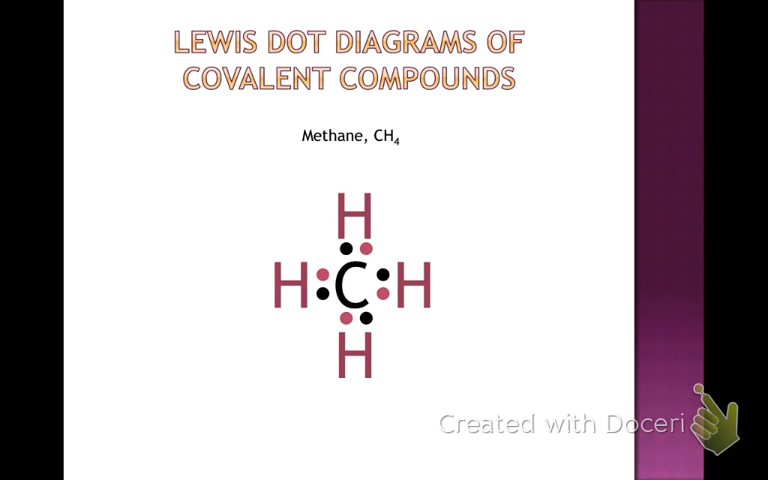 LEWIS DOT DIAGRAMS OF
COVALENT COMPOUNDS
Methane, CH₄
H
H C H
H
Created with Doceri